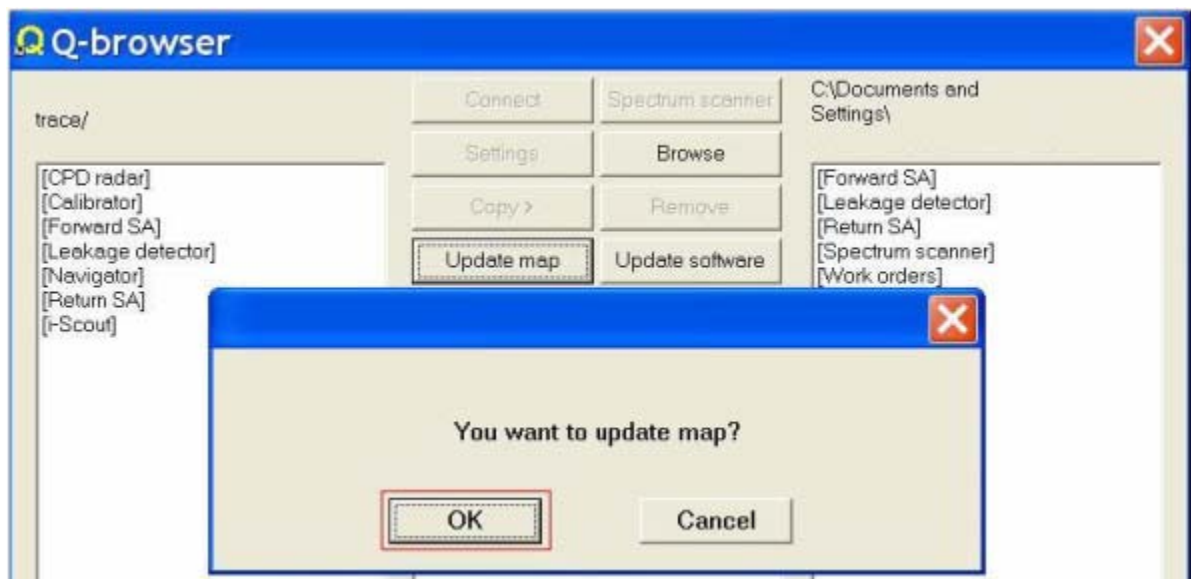 Q-browser
trace/
Connect
Spectrum scanner
C:\Documents and
Settings\
Settings
Browse
Copy >
Remove
Update map
Update software
[CPD radar]
[Calibrator]
[Forward SA]
[Leakage detector]
[Navigator]
[Return SA]
[i-Scout]
[Forward SA]
[Leakage detector]
[Return SA]
[Spectrum scanner]
[Work orders]
You want to update map?
OK
Cancel